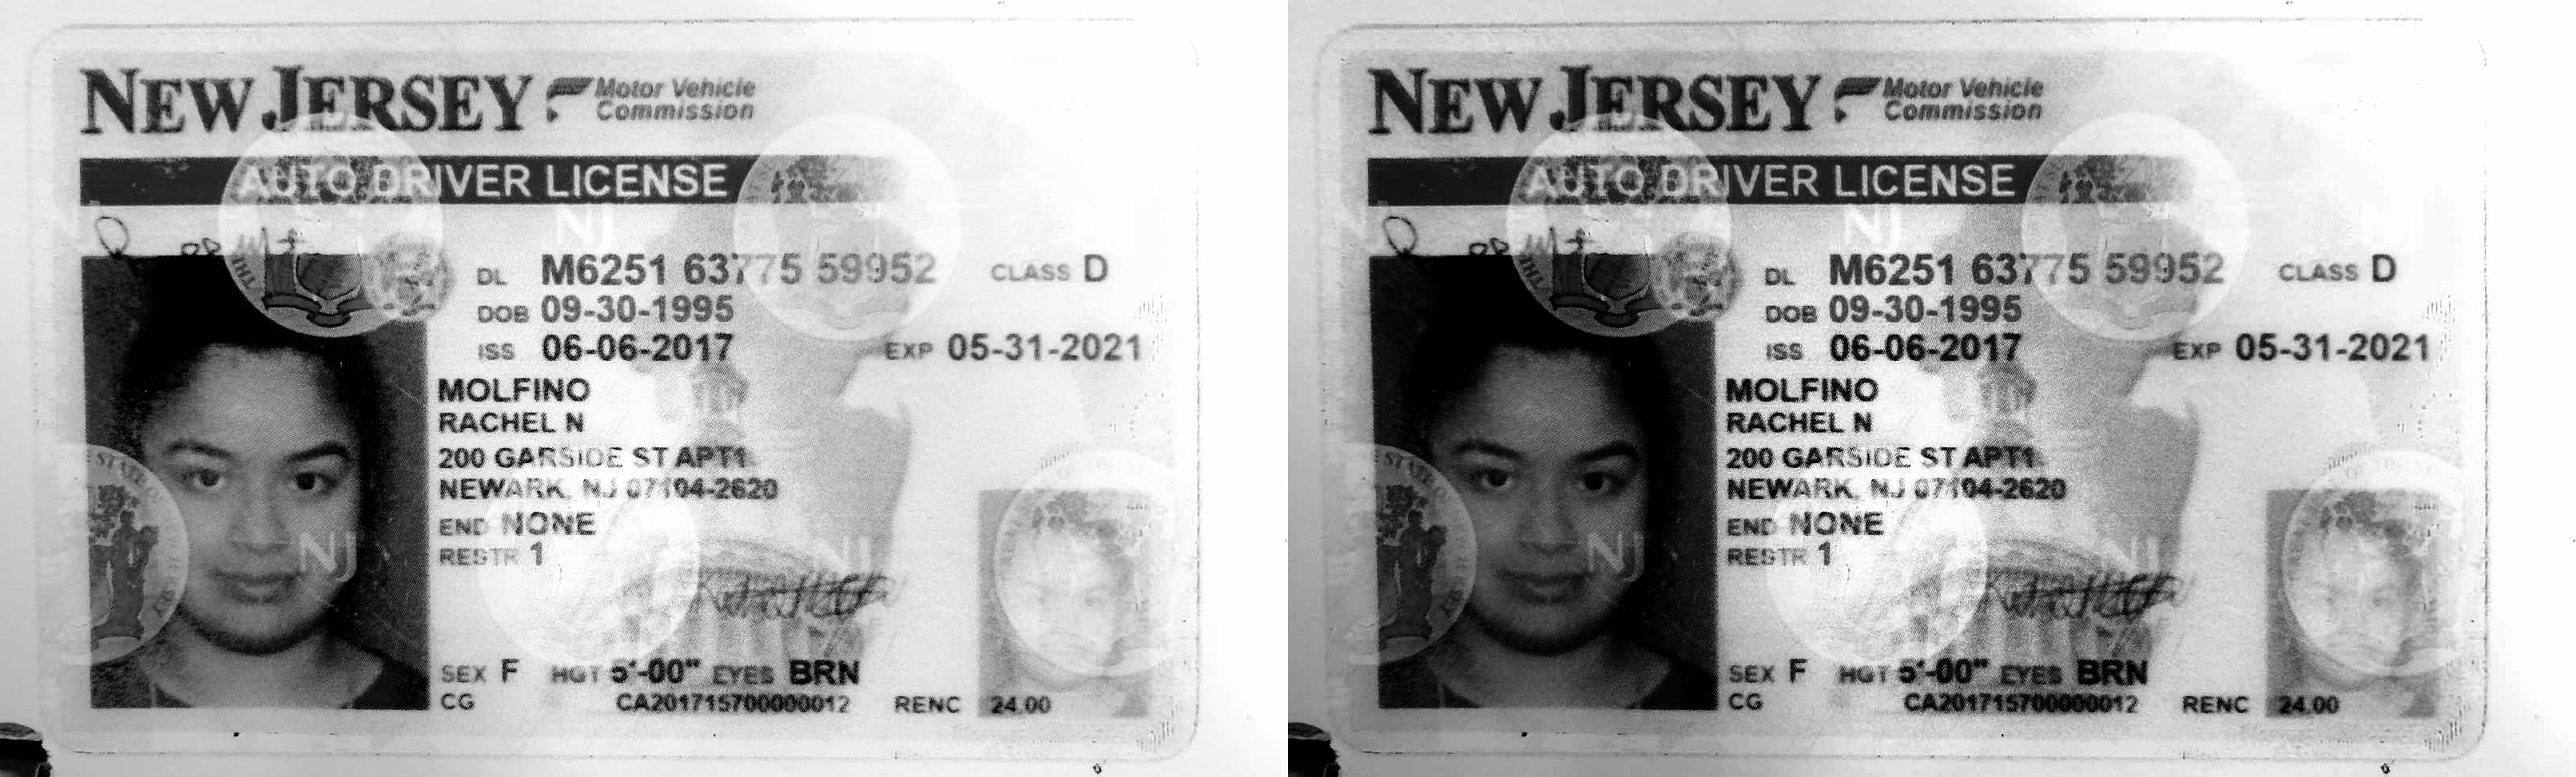 NEW JERSEY Motor Vehicle Commission
AUTO DRIVER LICENSE
NJ
DL M6251 63775 59952 CLASS D
DOB 09-30-1995
ISS 06-06-2017 EXP 05-31-2021
MOLFINO
RACHEL N
200 GARSIDE ST APT1
NEWARK, NJ 07104-2620
END NONE
RESTR 1
NJ
NJ
SEX F HGT 5'-00" EYES BRN
CG CA201715700000012 RENC 24.00
NEW JERSEY Motor Vehicle Commission
AUTO DRIVER LICENSE
NJ
DL M6251 63775 59952 CLASS D
DOB 09-30-1995
ISS 06-06-2017 EXP 05-31-2021
MOLFINO
RACHEL N
200 GARSIDE ST APT1
NEWARK, NJ 07104-2620
END NONE
RESTR 1
NJ
NJ
SEX F HGT 5'-00" EYES BRN
CG CA201715700000012 RENC 24.00